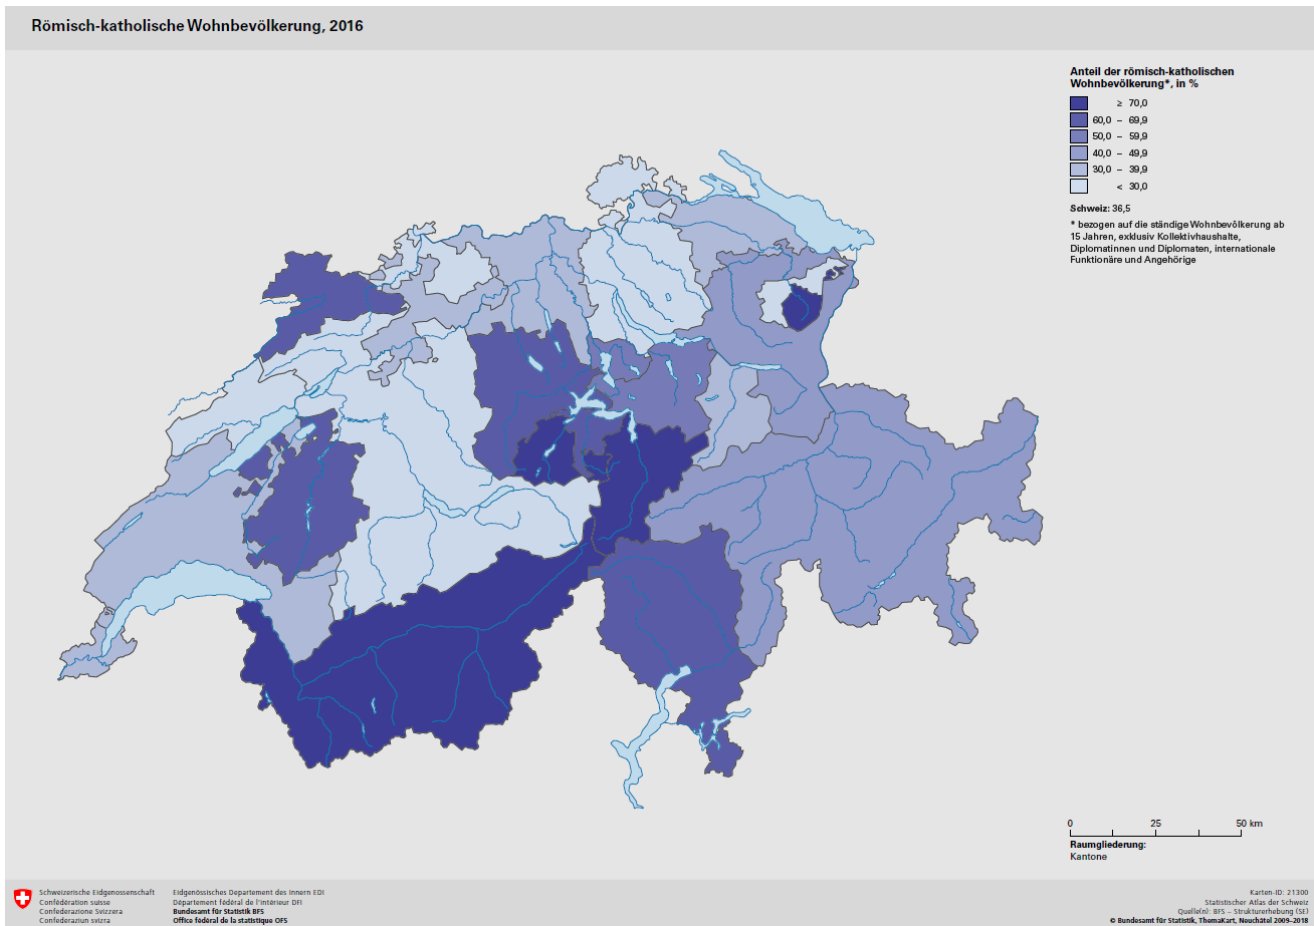 Römisch-katholische Wohnbevölkerung, 2016
Anteil der römisch-katholischen
Wohnbevölkerung*, in %
≥ 70,0
60,0 – 69,9
50,0 – 59,9
40,0 – 49,9
30,0 – 39,9
< 30,0
Schweiz: 36,5
* bezogen auf die ständige Wohnbevölkerung ab
15 Jahren, exklusiv Kollektivhaushalte,
Diplomatinnen und Diplomaten, internationale
Funktionäre und Angehörige
0 25 50 km
Raumgliederung:
Kantone
Schweizerische Eidgenossenschaft
Confédération suisse
Confederazione Svizzera
Confederaziun svizra
Eidgenössisches Departement des Innern EDI
Département fédéral de l'intérieur DFI
Bundesamt für Statistik BFS
Office fédéral de la statistique OFS
Karten-ID: 21300
Statistischer Atlas der Schweiz
Quelle(n): BFS – Strukturerhebung (SE)
© Bundesamt für Statistik, ThemaKart, Neuchâtel 2009–2018